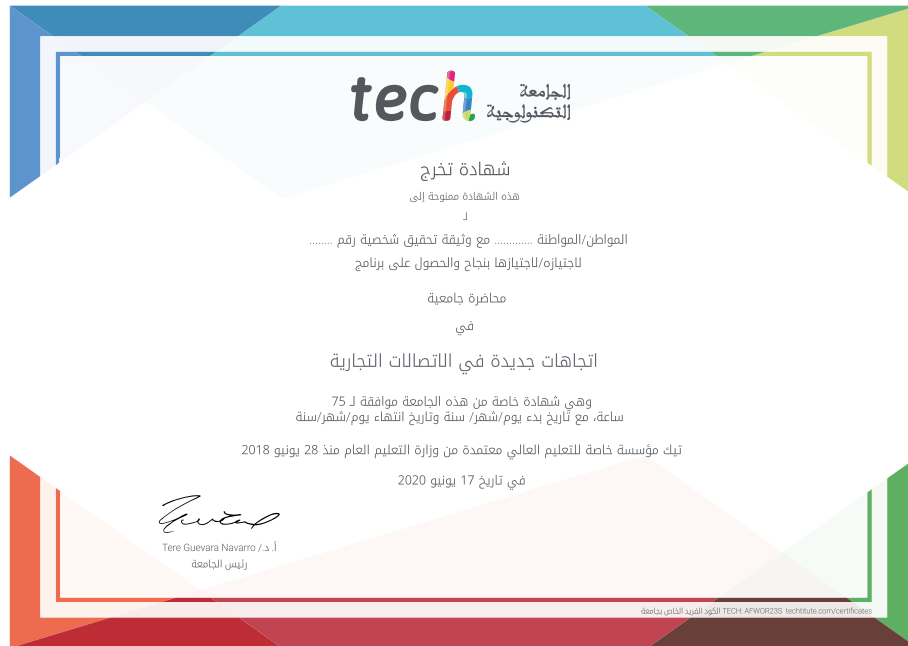 tech الجامعة
التكنولوجية
شهادة تخرج
هذه الشهادة ممنوحة إلى
لـ
المواطن/المواطنة ............. مع وثيقة تحقيق شخصية رقم ........
لاجتيازه/لاجتيازها بنجاح والحصول على برنامج
محاضرة جامعية
في
اتجاهات جديدة في الاتصالات التجارية
وهي شهادة خاصة من هذه الجامعة موافقة لـ 75
ساعة، مع تاريخ بدء يوم/شهر/ سنة وتاريخ انتهاء يوم/شهر/سنة
تيك مؤسسة خاصة للتعليم العالي معتمدة من وزارة التعليم العام منذ 28 يونيو 2018
في تاريخ 17 يونيو 2020
أ. د./ Tere Guevara Navarro
رئيس الجامعة
الكود الفريد الخاص بجامعة TECH: AFWOR23S techtitute.com/certificates